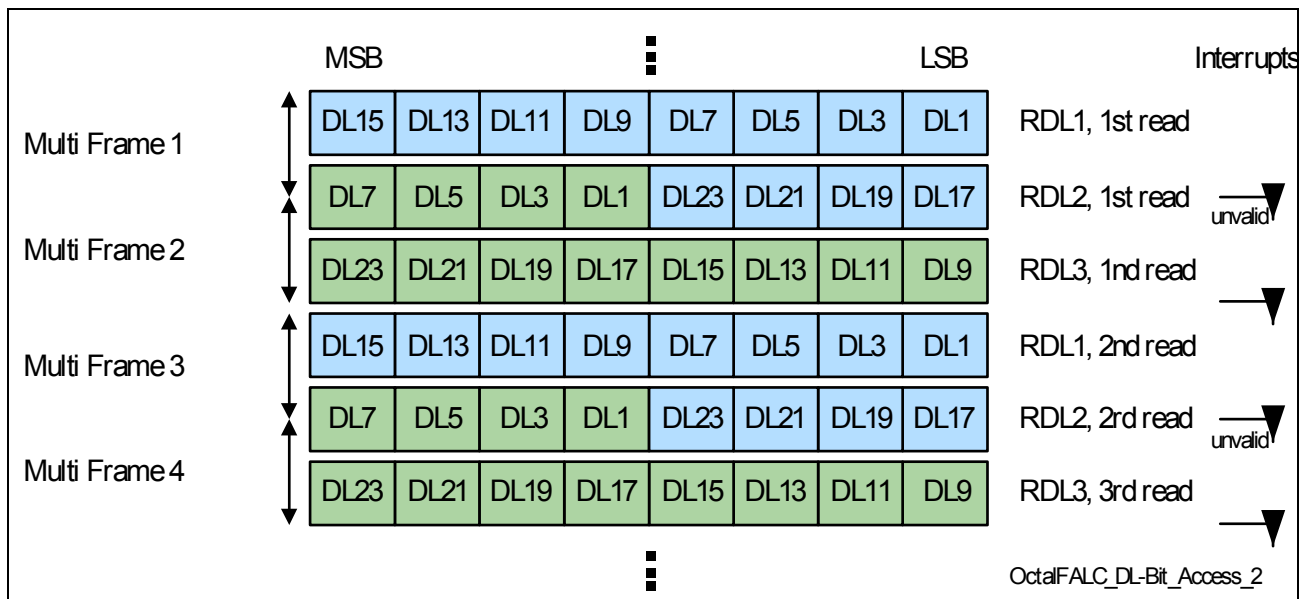 MSB LSB Interrupts
Multi Frame 1
DL15 DL13 DL11 DL9 DL7 DL5 DL3 DL1 RDL1, 1st read
DL7 DL5 DL3 DL1 DL23 DL21 DL19 DL17 RDL2, 1st read
unvalid
Multi Frame 2
DL23 DL21 DL19 DL17 DL15 DL13 DL11 DL9 RDL3, 1nd read
DL15 DL13 DL11 DL9 DL7 DL5 DL3 DL1 RDL1, 2nd read
Multi Frame 3
DL7 DL5 DL3 DL1 DL23 DL21 DL19 DL17 RDL2, 2rd read
unvalid
Multi Frame 4
DL23 DL21 DL19 DL17 DL15 DL13 DL11 DL9 RDL3, 3rd read
OctalFALC_DL-Bit_Access_2